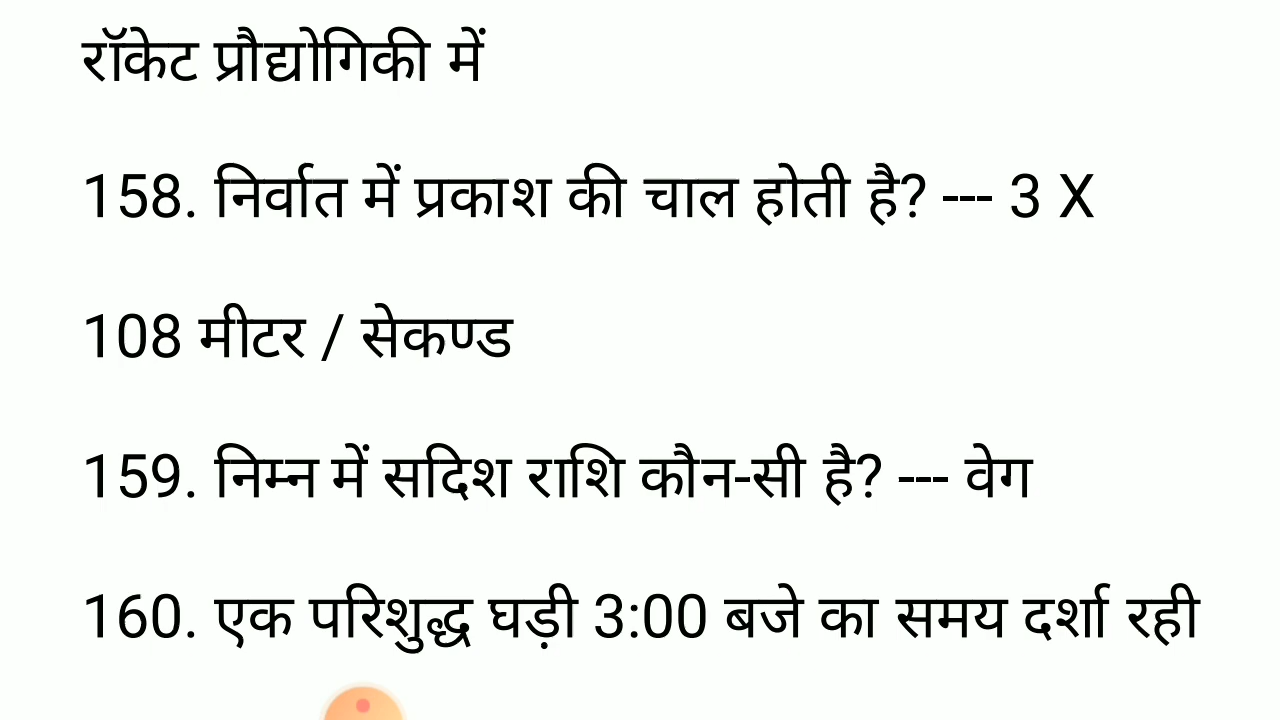 रॉकेट प्रौद्योगिकी में
158. निर्वात में प्रकाश की चाल होती है? --- 3 X
108 मीटर / सेकण्ड
159. निम्न में सदिश राशि कौन-सी है? --- वेग
160. एक परिशुद्ध घड़ी 3:00 बजे का समय दर्शा रही